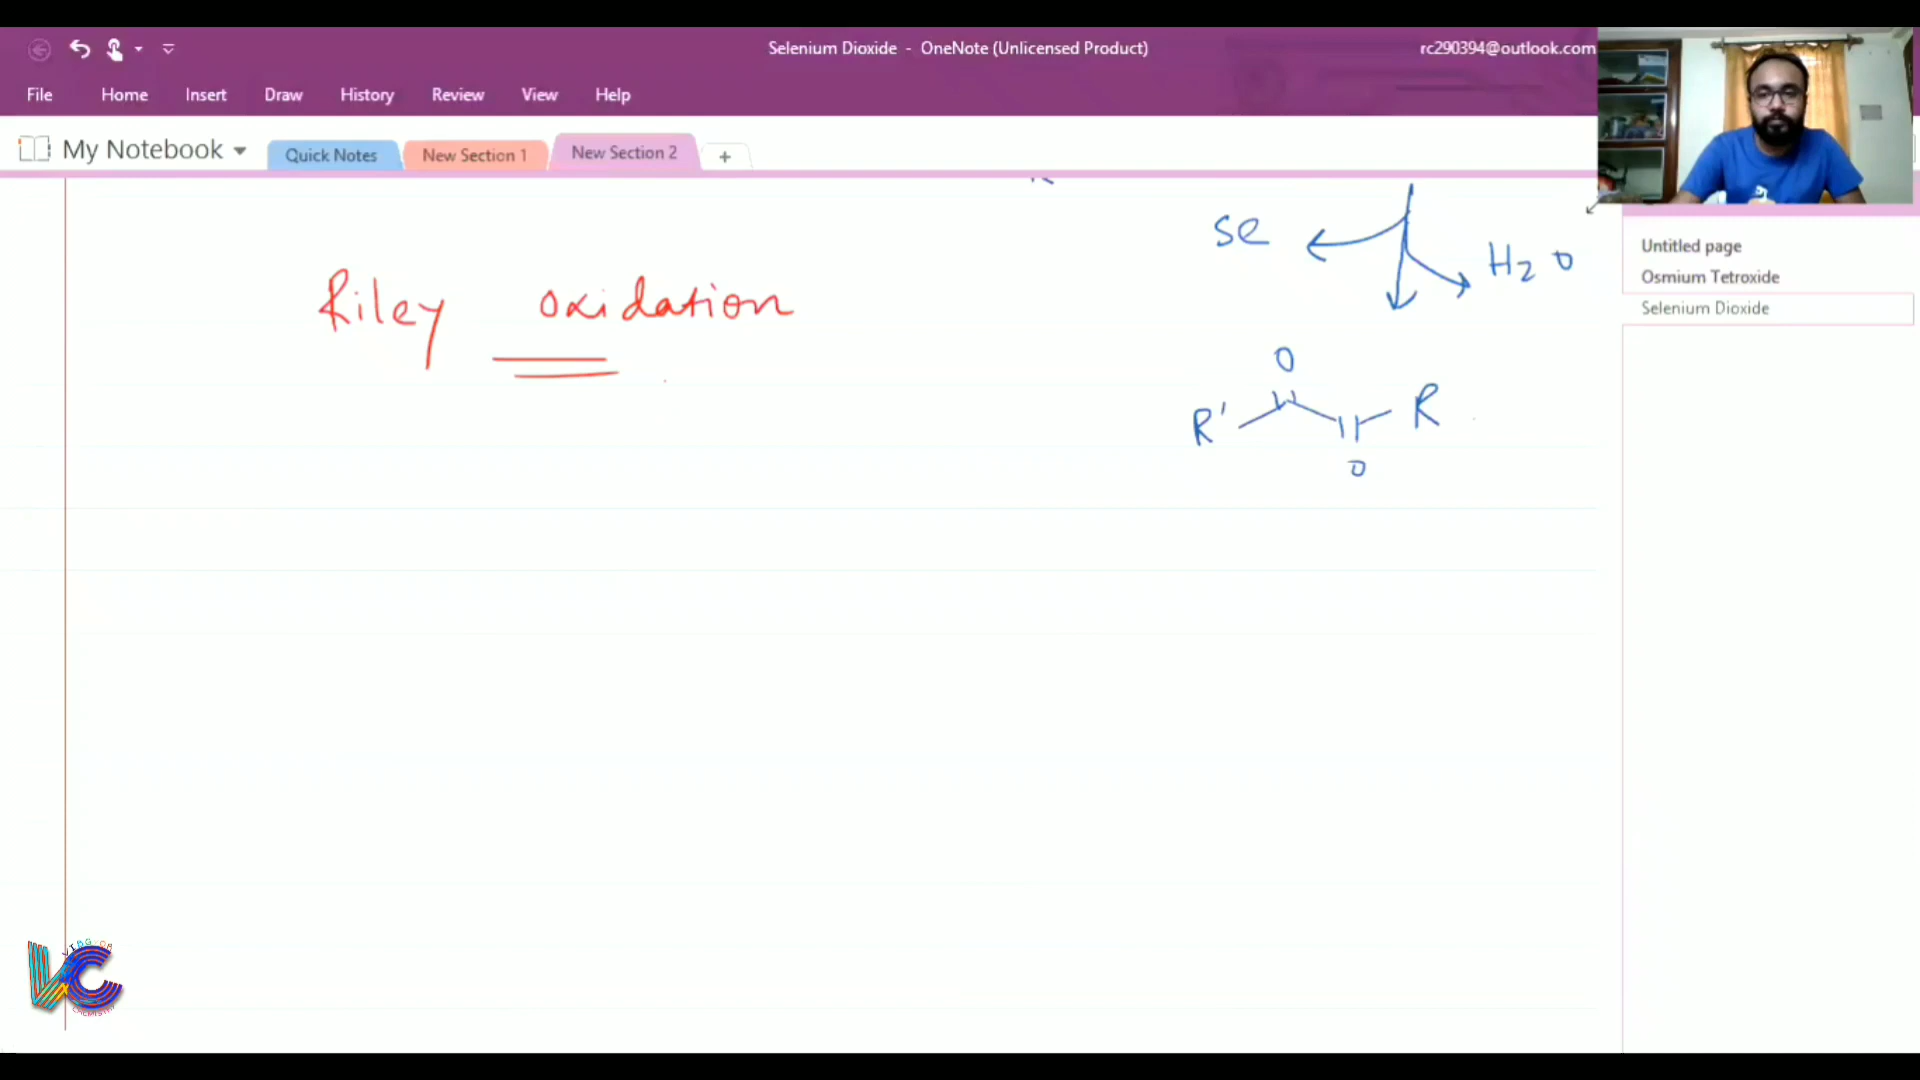 Selenium Dioxide - OneNote (Unlicensed Product)
rc290394@outlook.com
File Home Insert Draw History Review View Help
My Notebook
Quick Notes
New Section 1
New Section 2
+
Untitled page
Osmium Tetroxide
Selenium Dioxide
Riley oxidation
Se
H2O
O
R' R
O
VC